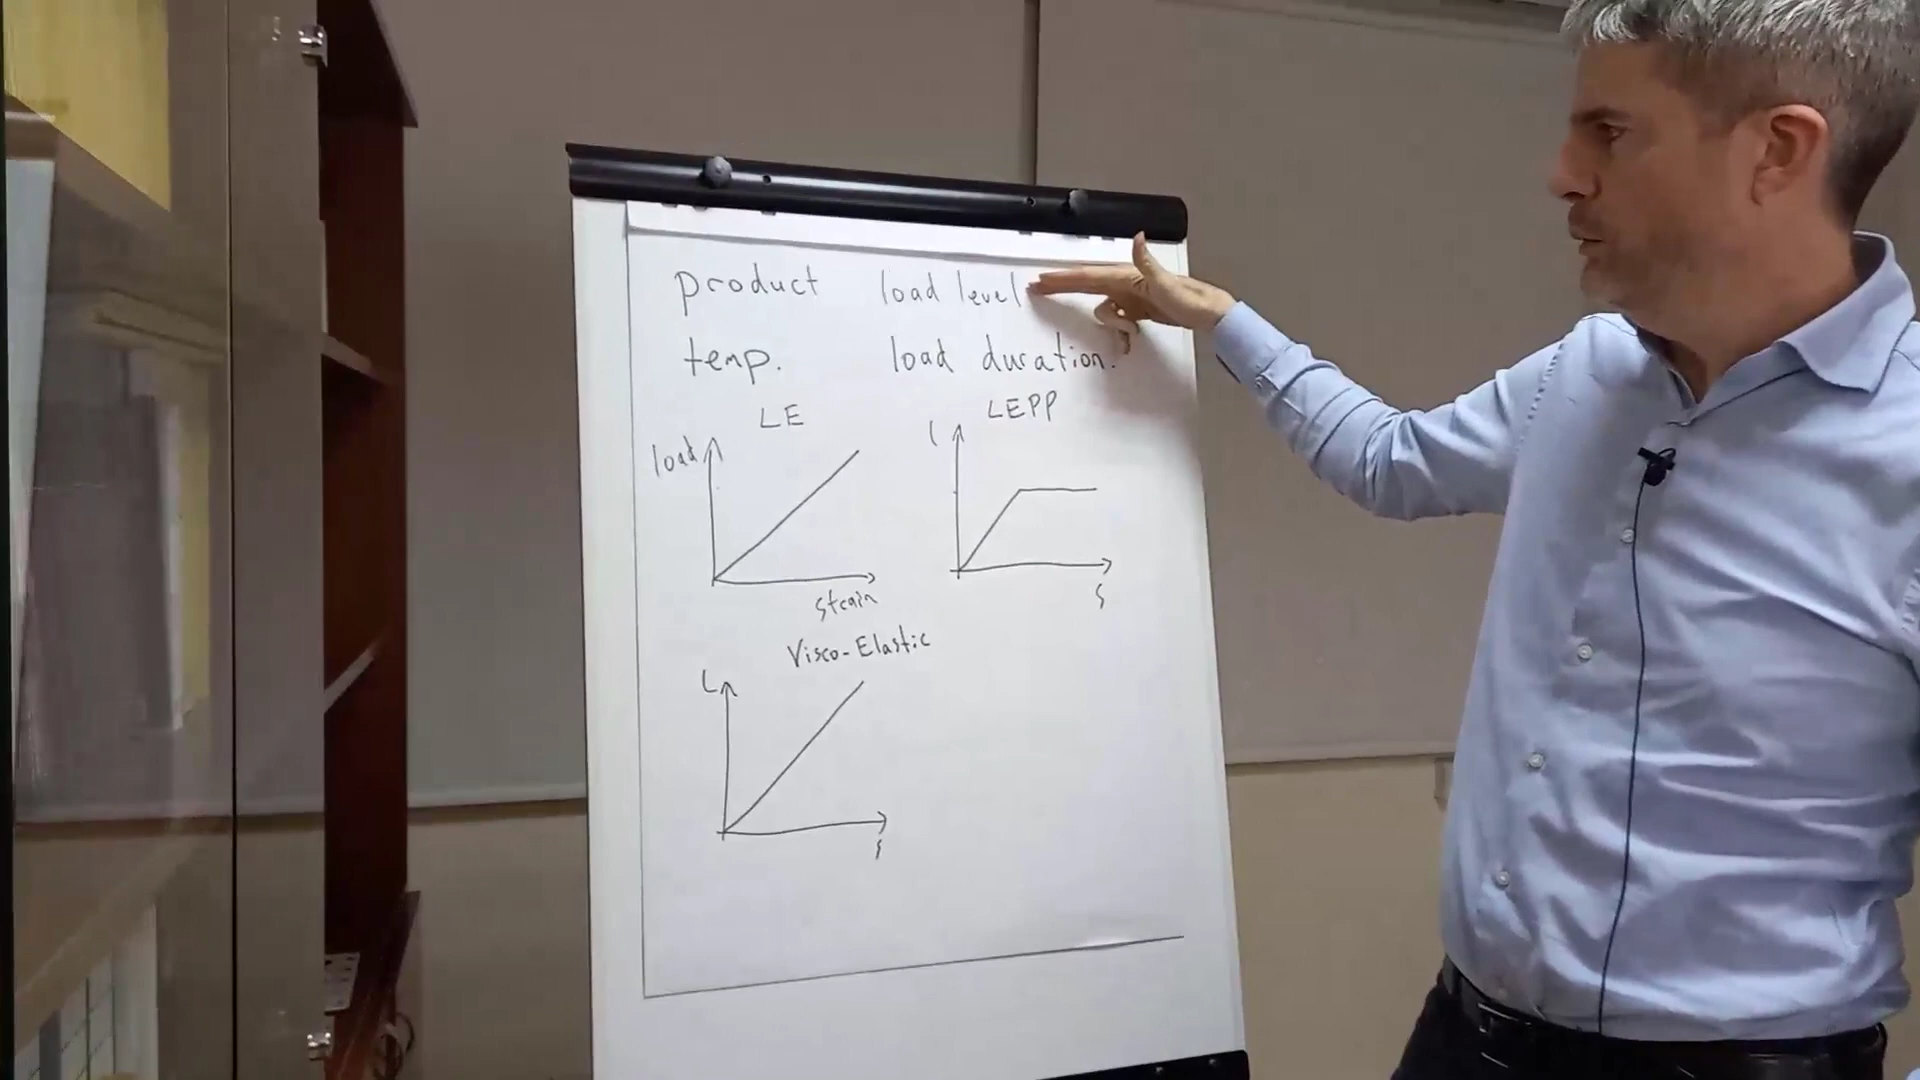 product load level
temp. load duration.
LE LEPP
load L
strain S
Visco-Elastic
L
S